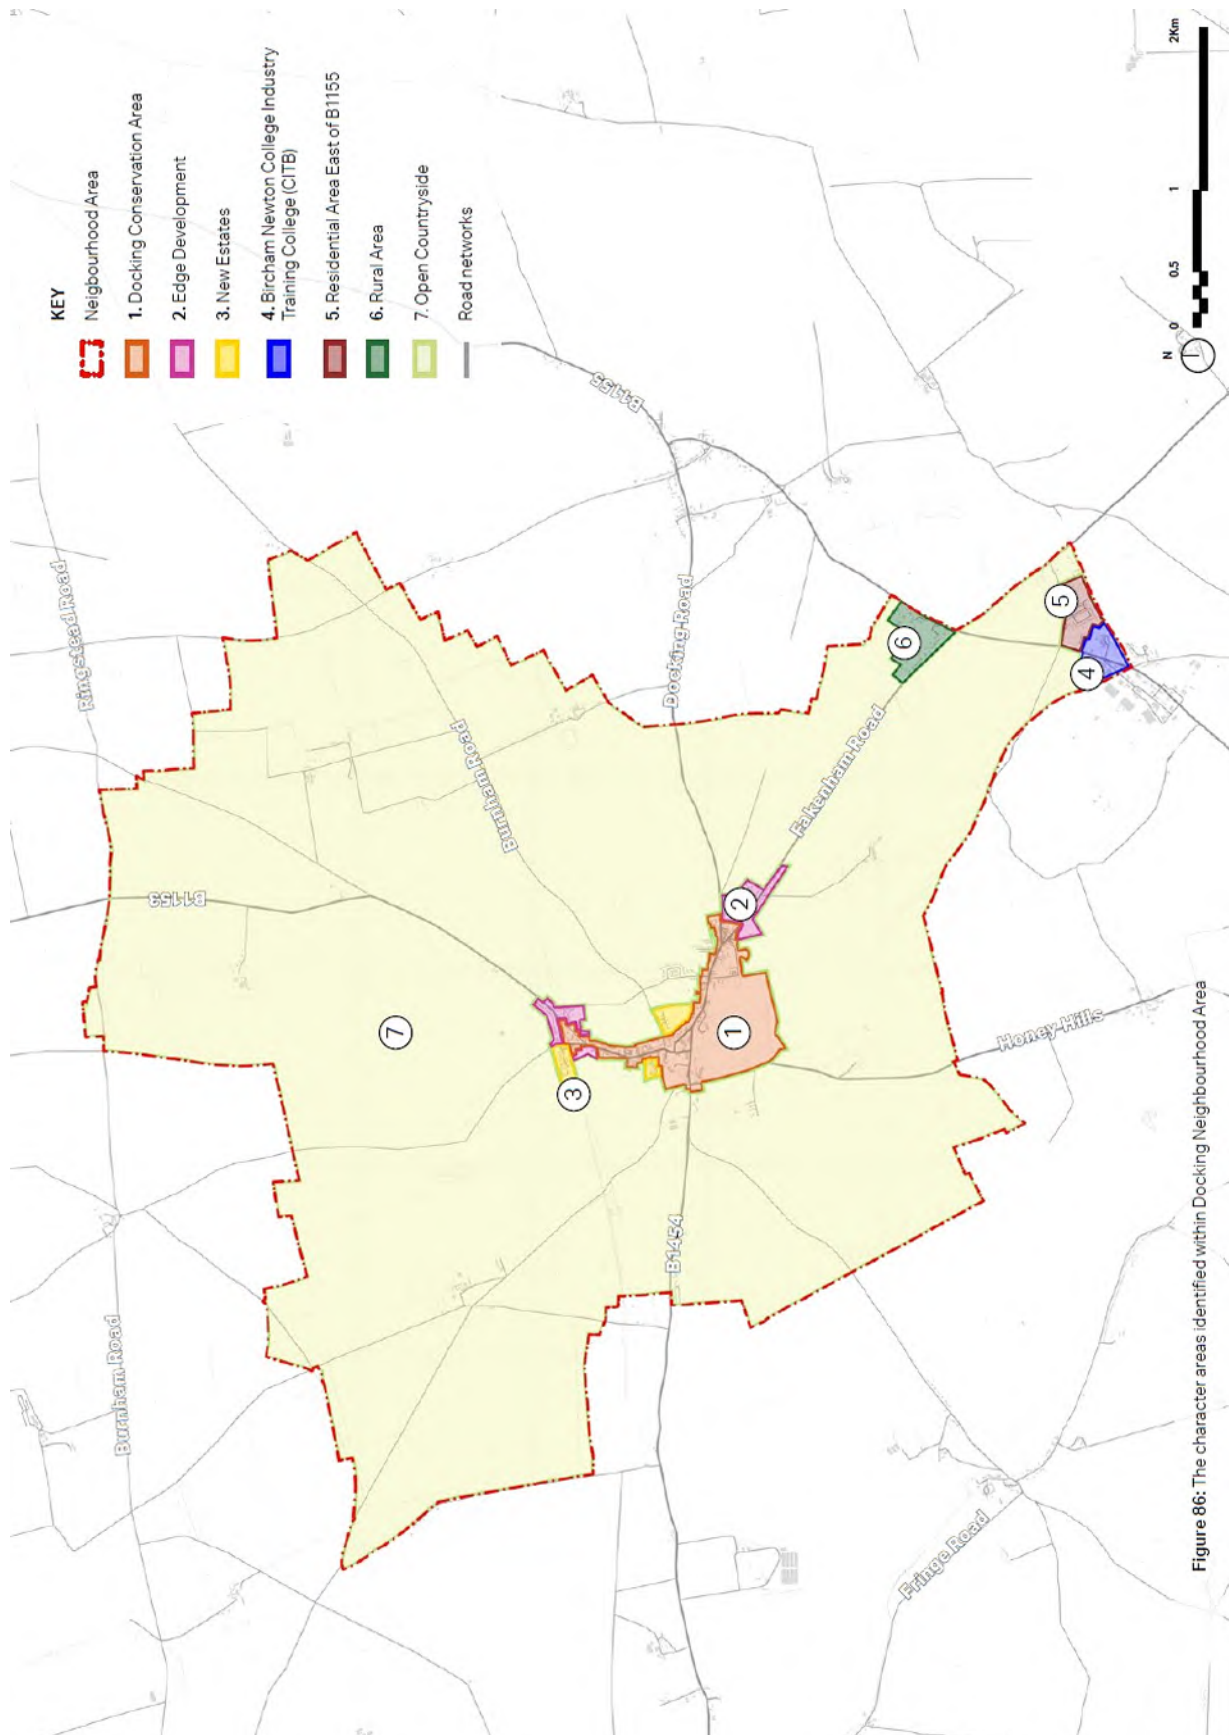 KEY
Neigbourhood Area
1. Docking Conservation Area
2. Edge Development
3. New Estates
4. Bircham Newton College Industry
Training College (CITB)
5. Residential Area East of B1155
6. Rural Area
7. Open Countryside
Road networks
Ringstead Road
Burnham Road
B1153
Burnham Road
B1155
Docking Road
7
3
B1454
1
2
Fakenham Road
6
5
4
Honey Hills
Fringe Road
N
0
0.5
1
2Km
Figure 86: The character areas identified within Docking Neighbourhood Area